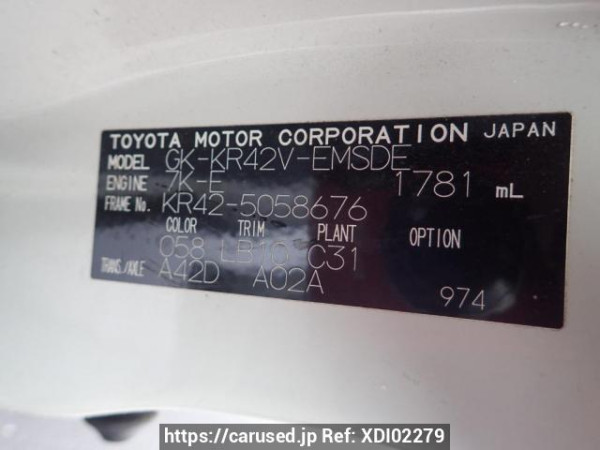 TOYOTA MOTOR CORPORATION JAPAN
MODEL GK-KR42V-EMSDE
ENGINE 7K-E 1781 mL
FRAME No. KR42-5058676
COLOR TRIM PLANT OPTION
058 LB10 C31
TRANS./AXLE A42D A02A
974
https://carused.jp Ref: XDI02279